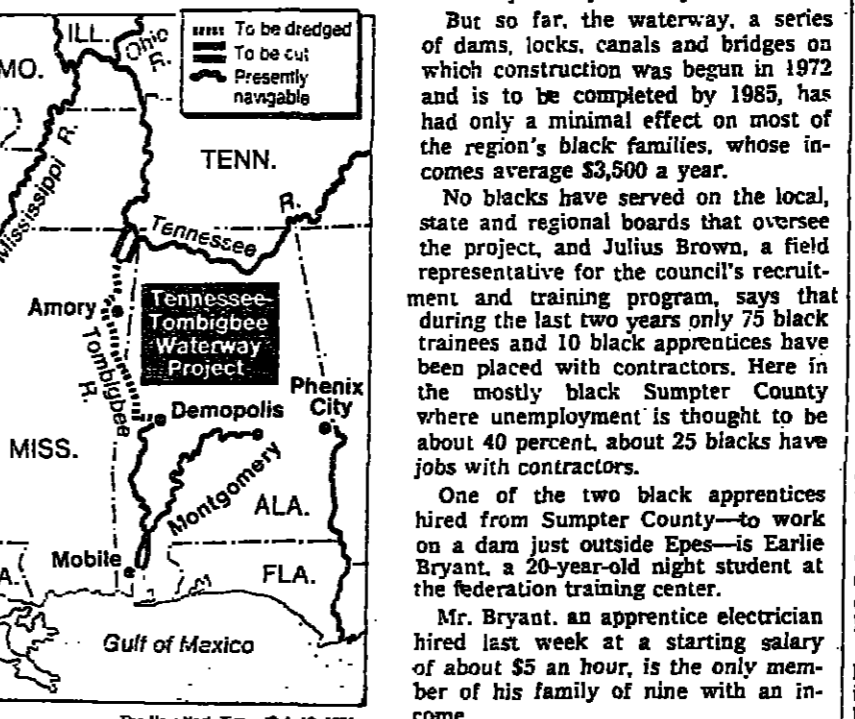 ILL.
Ohio
R.
MO.
To be dredged
To be cut
Presently
navigable
Mississippi R.
TENN.
R.
Tennessee
Amory
Tennessee-
Tombigbee
Waterway
Project
Tombigbee
R.
Phenix
City
Demopolis
MISS.
Montgomery
ALA.
Mobile
A.
FLA.
Gulf of Mexico
But so far, the waterway, a series
of dams, locks, canals and bridges on
which construction was begun in 1972
and is to be completed by 1985, has
had only a minimal effect on most of
the region's black families, whose in-
comes average $3,500 a year.
No blacks have served on the local,
state and regional boards that oversee
the project, and Julius Brown, a field
representative for the council's recruit-
ment and training program, says that
during the last two years only 75 black
trainees and 10 black apprentices have
been placed with contractors. Here in
the mostly black Sumpter County
where unemployment is thought to be
about 40 percent, about 25 blacks have
jobs with contractors.
One of the two black apprentices
hired from Sumpter County—to work
on a dam just outside Epes—is Earlie
Bryant, a 20-year-old night student at
the federation training center.
Mr. Bryant, an apprentice electrician
hired last week at a starting salary
of about $5 an hour, is the only mem-
ber of his family of nine with an in-
come